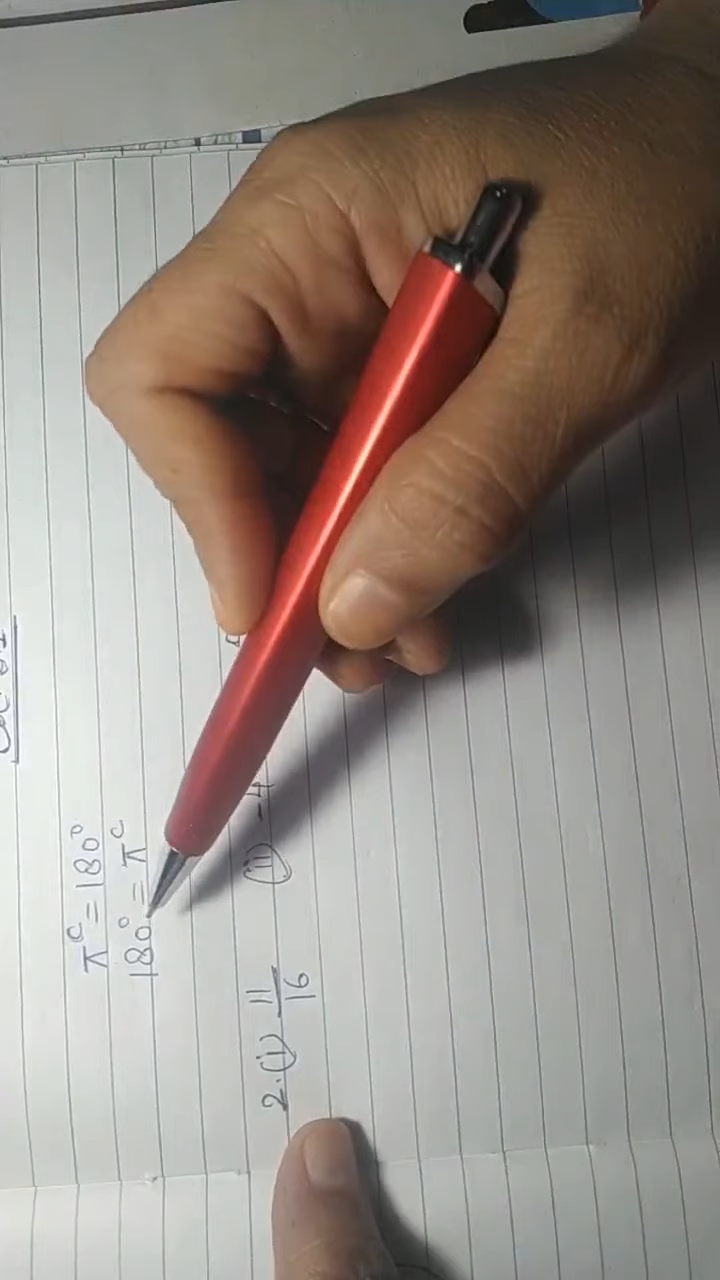 π^c = 180°
180° = π^c
2. (i) 11/16 (ii) -4